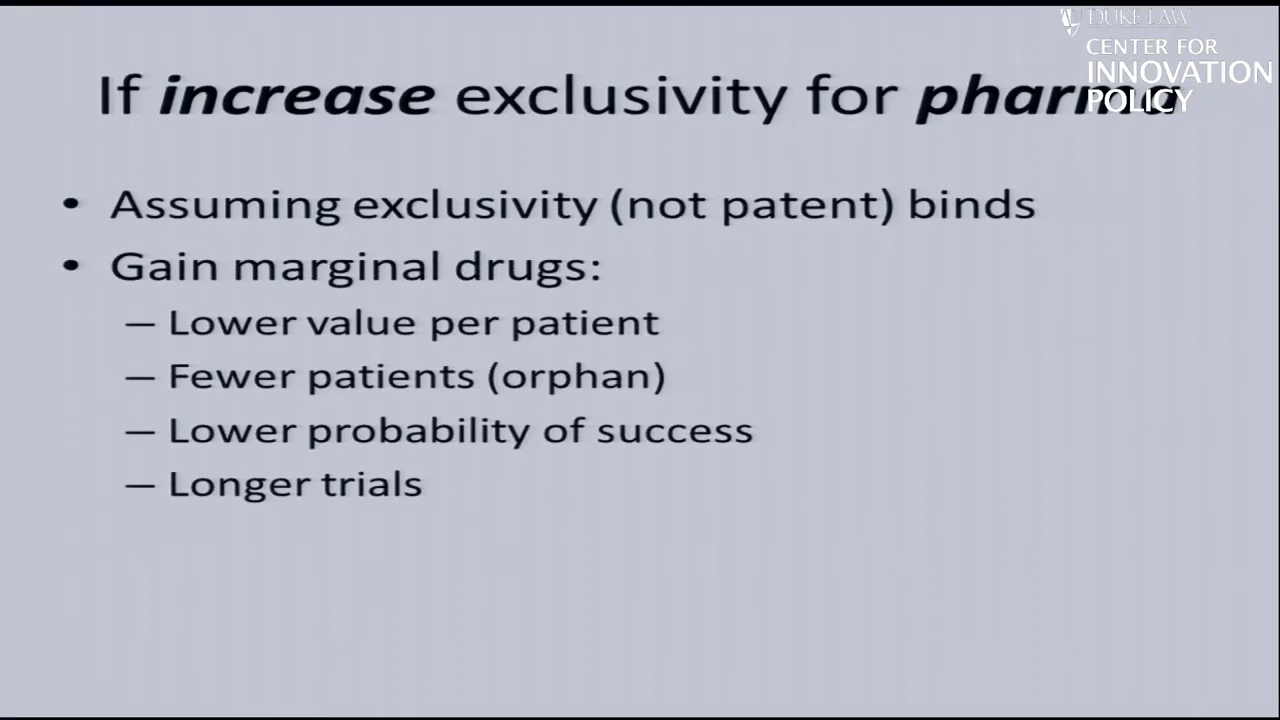 DUKE LAW
CENTER FOR
INNOVATION
POLICY
If increase exclusivity for pharma
• Assuming exclusivity (not patent) binds
• Gain marginal drugs:
– Lower value per patient
– Fewer patients (orphan)
– Lower probability of success
– Longer trials